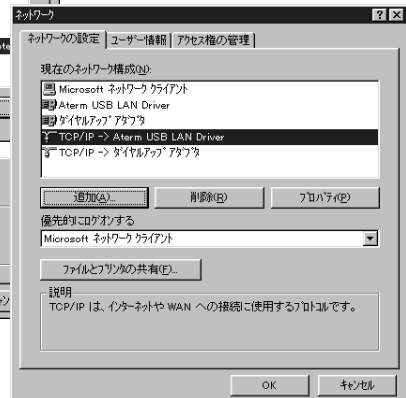 ネットワーク
ネットワークの設定 ユーザー情報 アクセス権の管理
現在のネットワーク構成(N):
Microsoft ネットワーク クライアント
Aterm USB LAN Driver
ダイヤルアップ アダプタ
TCP/IP -> Aterm USB LAN Driver
TCP/IP -> ダイヤルアップ アダプタ
追加(A)... 削除(R) プロパティ(P)
優先的にログオンする
Microsoft ネットワーク クライアント
ファイルとプリンタの共有(F)...
説明
TCP/IP は、インターネットや WAN への接続に使用するプロトコルです。
OK キャンセル